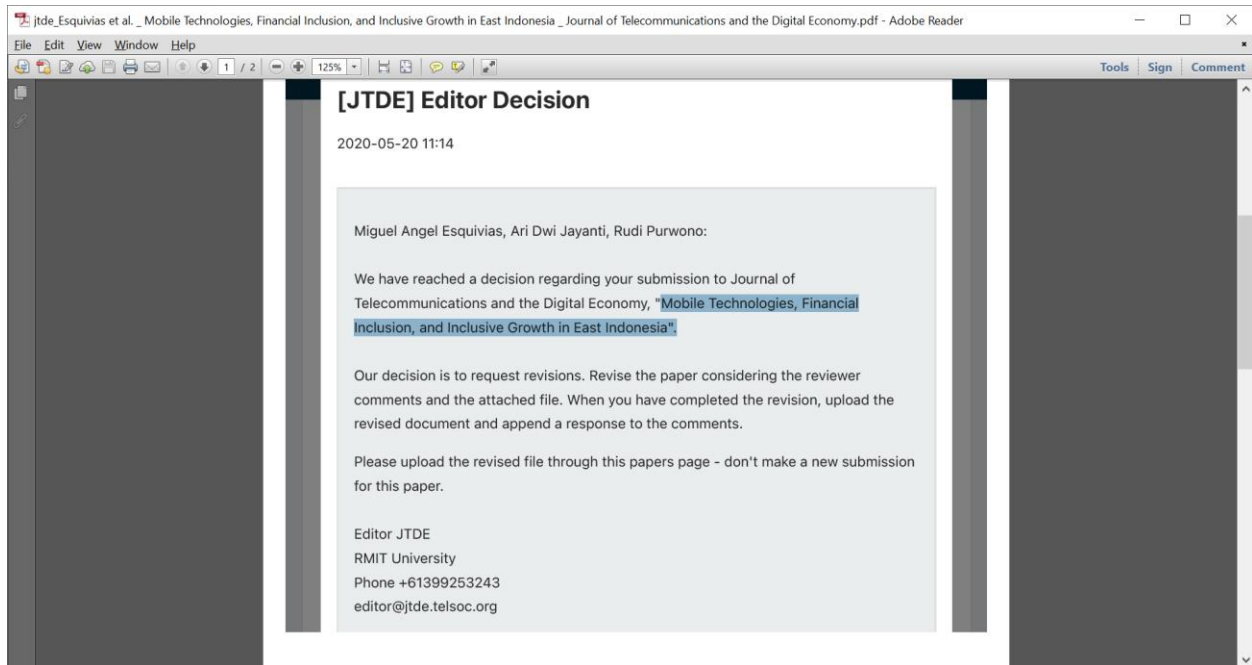 jtde_Esquivias et al. _ Mobile Technologies, Financial Inclusion, and Inclusive Growth in East Indonesia _ Journal of Telecommunications and the Digital Economy.pdf - Adobe Reader
File Edit View Window Help
1 / 2 125% Tools Sign Comment
[JTDE] Editor Decision
2020-05-20 11:14
Miguel Angel Esquivias, Ari Dwi Jayanti, Rudi Purwono:
We have reached a decision regarding your submission to Journal of
Telecommunications and the Digital Economy, "Mobile Technologies, Financial
Inclusion, and Inclusive Growth in East Indonesia".
Our decision is to request revisions. Revise the paper considering the reviewer
comments and the attached file. When you have completed the revision, upload the
revised document and append a response to the comments.
Please upload the revised file through this papers page - don't make a new submission
for this paper.
Editor JTDE
RMIT University
Phone +61399253243
editor@jtde.telsoc.org